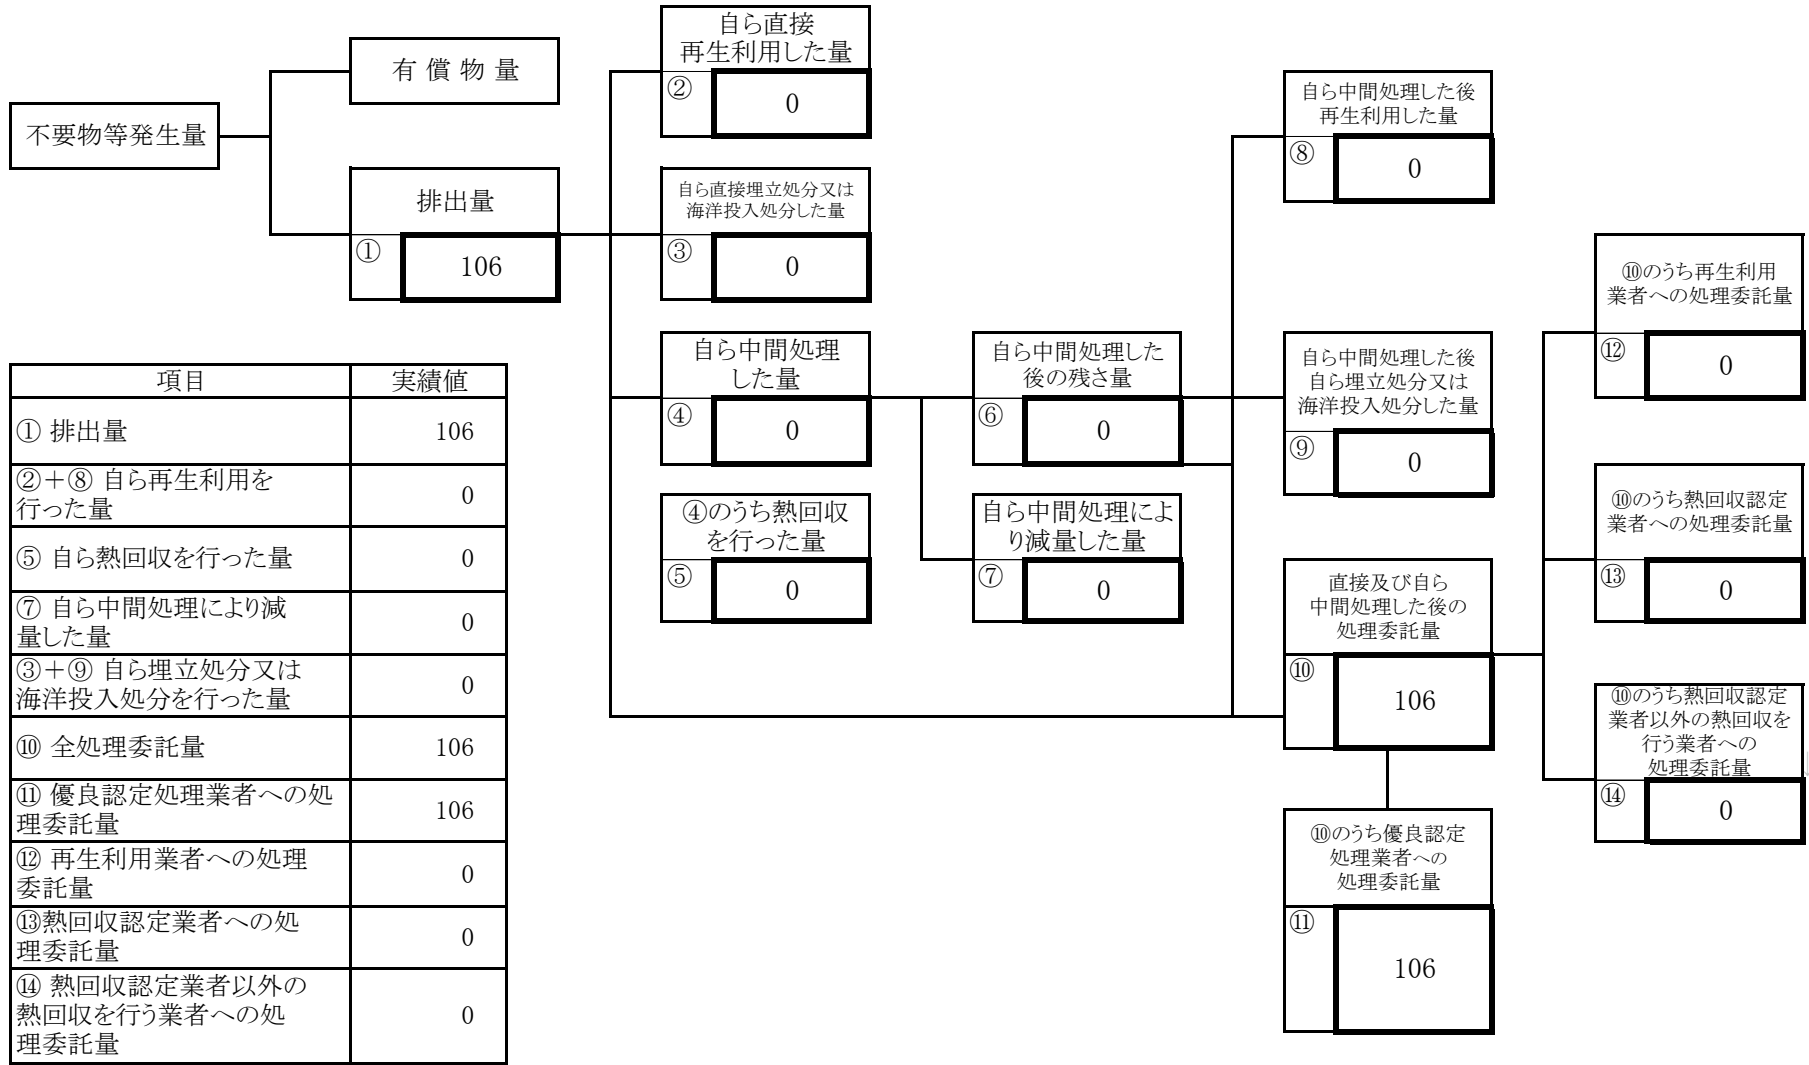 不要物等発生量
有 償 物 量
排出量
①
106
自ら直接
再生利用した量
②
0
自ら直接埋立処分又は
海洋投入処分した量
③
0
自ら中間処理
した量
④
0
④のうち熱回収
を行った量
⑤
0
自ら中間処理した
後の残さ量
⑥
0
自ら中間処理によ
り減量した量
⑦
0
自ら中間処理した後
再生利用した量
⑧
0
自ら中間処理した後
自ら埋立処分又は
海洋投入処分した量
⑨
0
直接及び自ら
中間処理した後の
処理委託量
⑩
106
⑩のうち優良認定
処理業者への
処理委託量
⑪
106
⑩のうち再生利用
業者への処理委託量
⑫
0
⑩のうち熱回収認定
業者への処理委託量
⑬
0
⑩のうち熱回収認定
業者以外の熱回収を
行う業者への
処理委託量
⑭
0
項目 実績値
① 排出量 106
②+⑧ 自ら再生利用を
行った量 0
⑤ 自ら熱回収を行った量 0
⑦ 自ら中間処理により減
量した量 0
③+⑨ 自ら埋立処分又は
海洋投入処分を行った量 0
⑩ 全処理委託量 106
⑪ 優良認定処理業者への処
理委託量 106
⑫ 再生利用業者への処理
委託量 0
⑬熱回収認定業者への処
理委託量 0
⑭ 熱回収認定業者以外の
熱回収を行う業者への処
理委託量 0